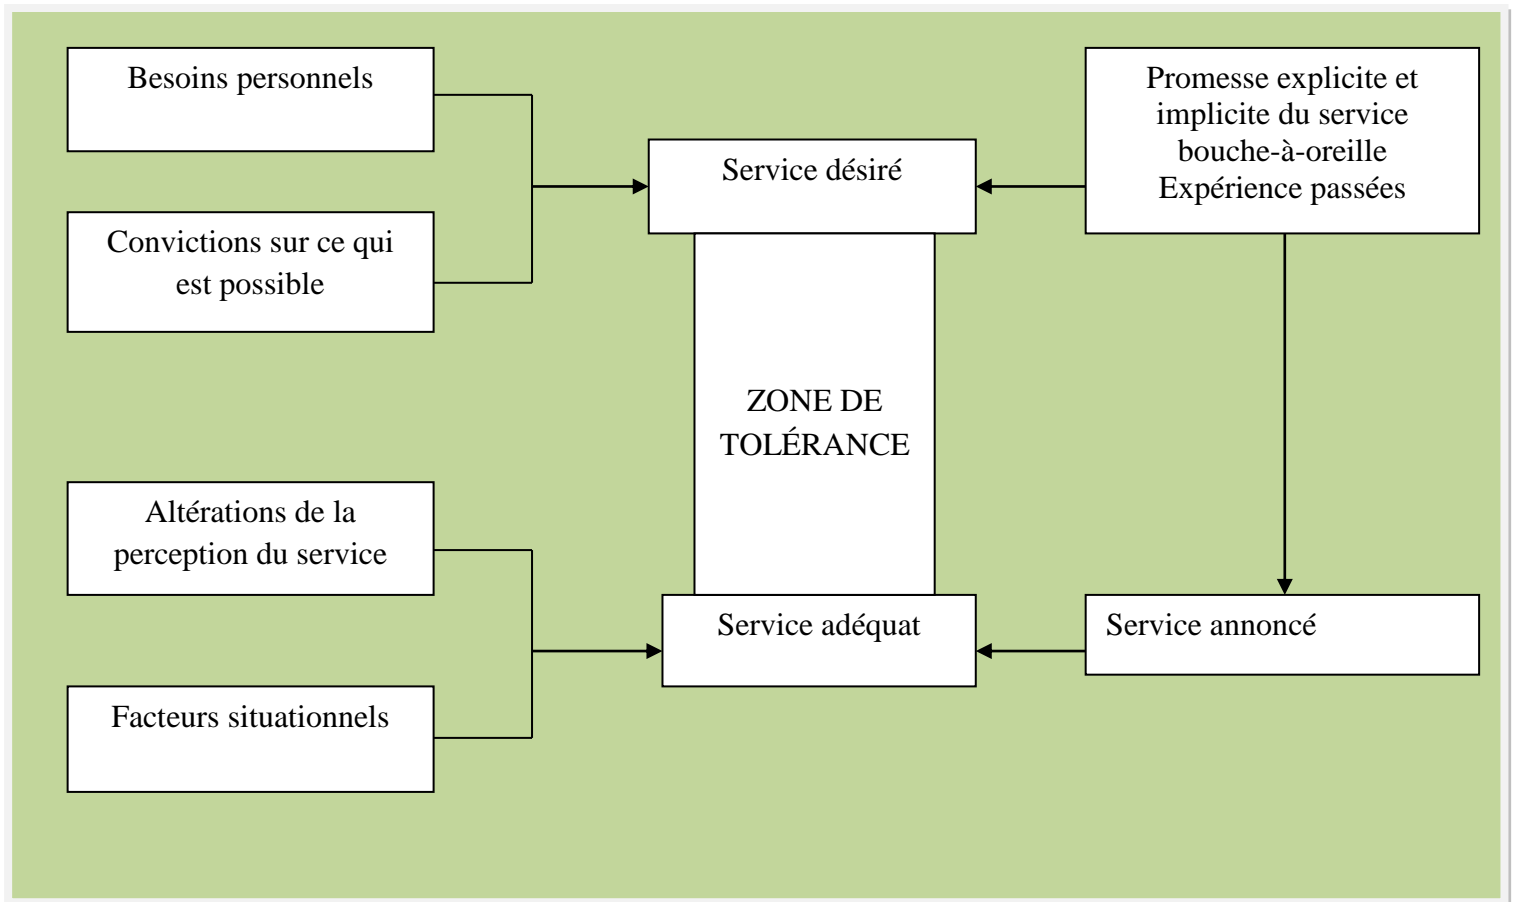 Besoins personnels
Convictions sur ce qui
est possible
Altérations de la
perception du service
Facteurs situationnels
Service désiré
ZONE DE
TOLÉRANCE
Service adéquat
Promesse explicite et
implicite du service
bouche-à-oreille
Expérience passées
Service annoncé